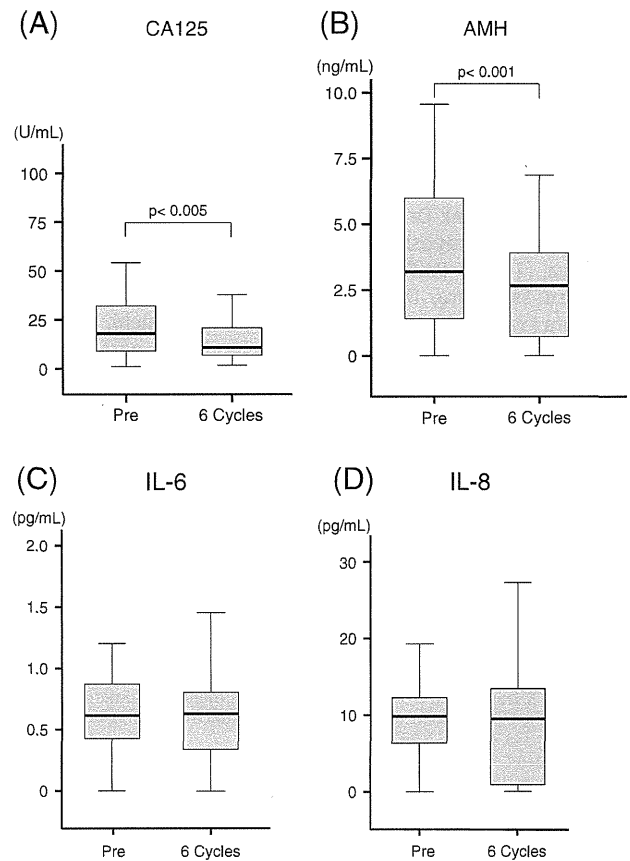 (A) CA125
(U/mL)
100
75
50
25
0
p< 0.005
Pre 6 Cycles
(B) AMH
(ng/mL)
10.0
7.5
5.0
2.5
0
p< 0.001
Pre 6 Cycles
(C) IL-6
(pg/mL)
2.0
1.5
1.0
0.5
0
Pre 6 Cycles
(D) IL-8
(pg/mL)
30
20
10
0
Pre 6 Cycles